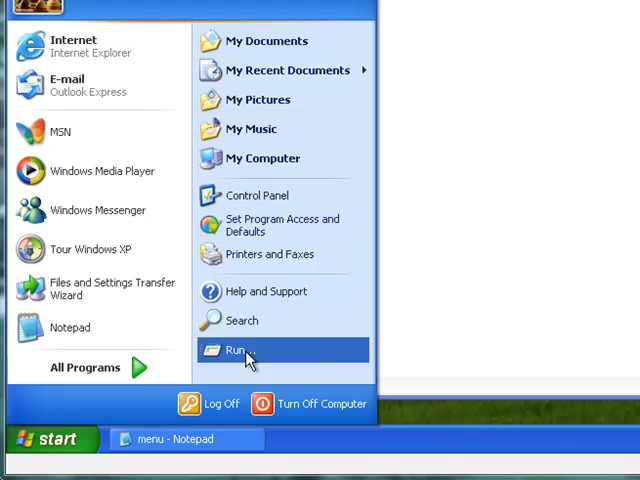 Internet
Internet Explorer
E-mail
Outlook Express
MSN
Windows Media Player
Windows Messenger
Tour Windows XP
Files and Settings Transfer
Wizard
Notepad
All Programs
My Documents
My Recent Documents
My Pictures
My Music
My Computer
Control Panel
Set Program Access and
Defaults
Printers and Faxes
Help and Support
Search
Run...
Log Off
Turn Off Computer
start
menu - Notepad